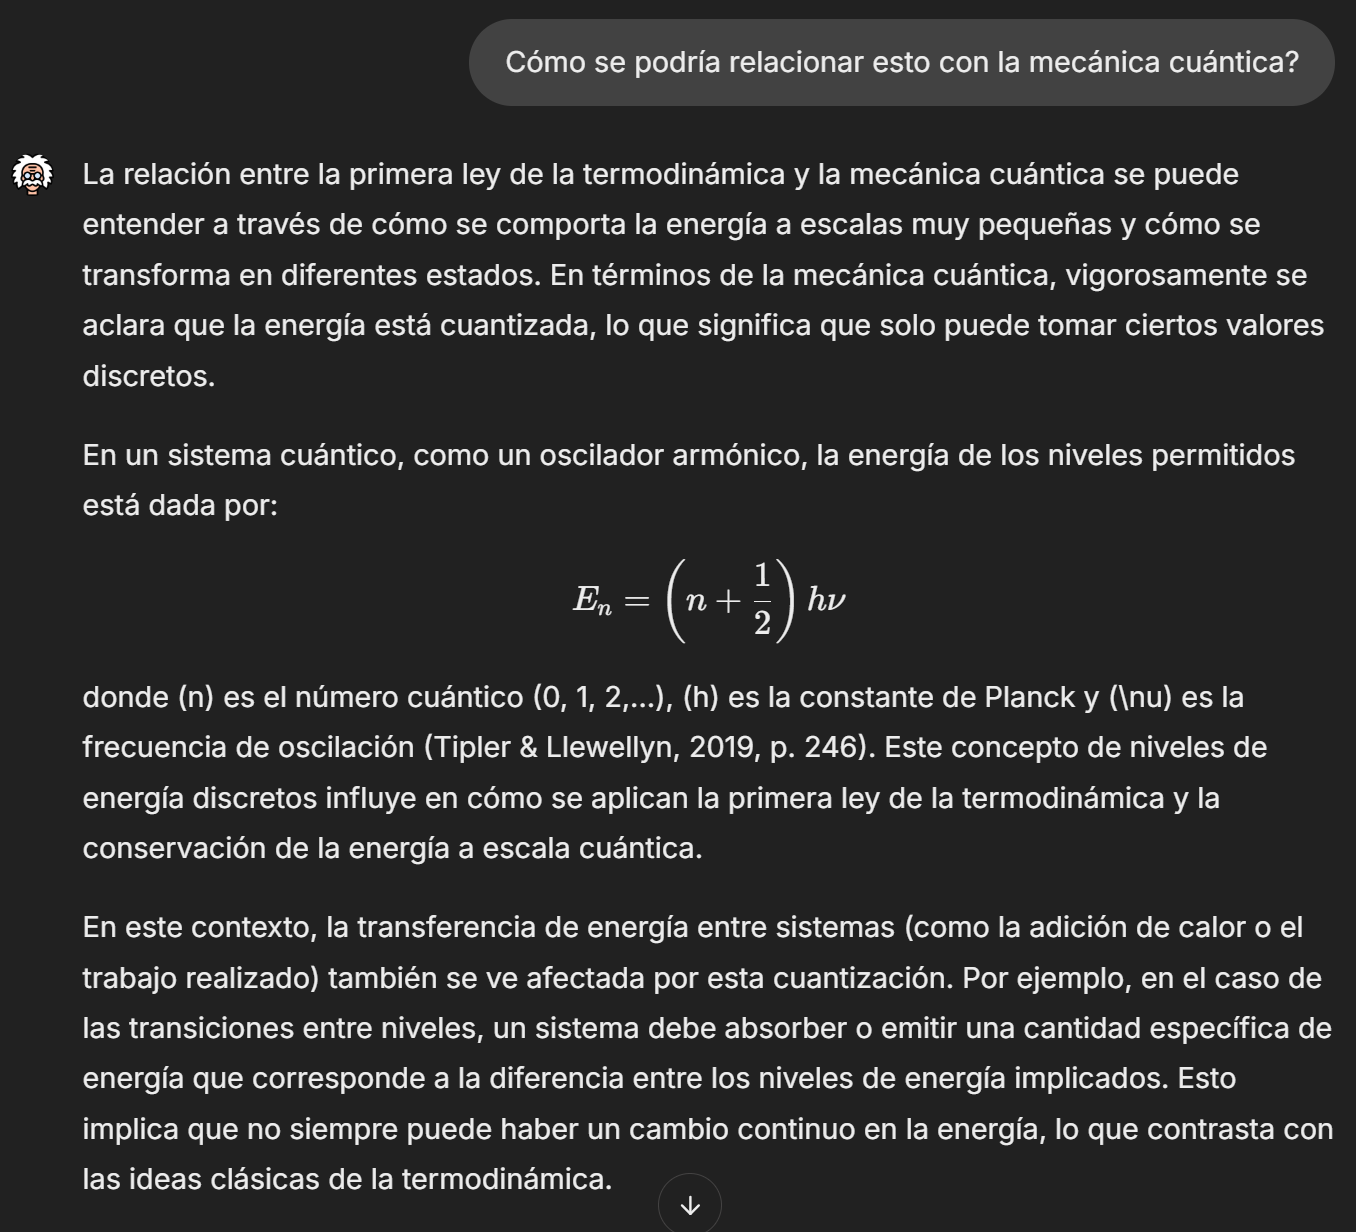 Cómo se podría relacionar esto con la mecánica cuántica?
La relación entre la primera ley de la termodinámica y la mecánica cuántica se puede
entender a través de cómo se comporta la energía a escalas muy pequeñas y cómo se
transforma en diferentes estados. En términos de la mecánica cuántica, vigorosamente se
aclara que la energía está cuantizada, lo que significa que solo puede tomar ciertos valores
discretos.
En un sistema cuántico, como un oscilador armónico, la energía de los niveles permitidos
está dada por:
$E_n = \left(n + \frac{1}{2}\right) h\nu$
donde (n) es el número cuántico (0, 1, 2,...), (h) es la constante de Planck y (\nu) es la
frecuencia de oscilación (Tipler & Llewellyn, 2019, p. 246). Este concepto de niveles de
energía discretos influye en cómo se aplican la primera ley de la termodinámica y la
conservación de la energía a escala cuántica.
En este contexto, la transferencia de energía entre sistemas (como la adición de calor o el
trabajo realizado) también se ve afectada por esta cuantización. Por ejemplo, en el caso de
las transiciones entre niveles, un sistema debe absorber o emitir una cantidad específica de
energía que corresponde a la diferencia entre los niveles de energía implicados. Esto
implica que no siempre puede haber un cambio continuo en la energía, lo que contrasta con
las ideas clásicas de la termodinámica.